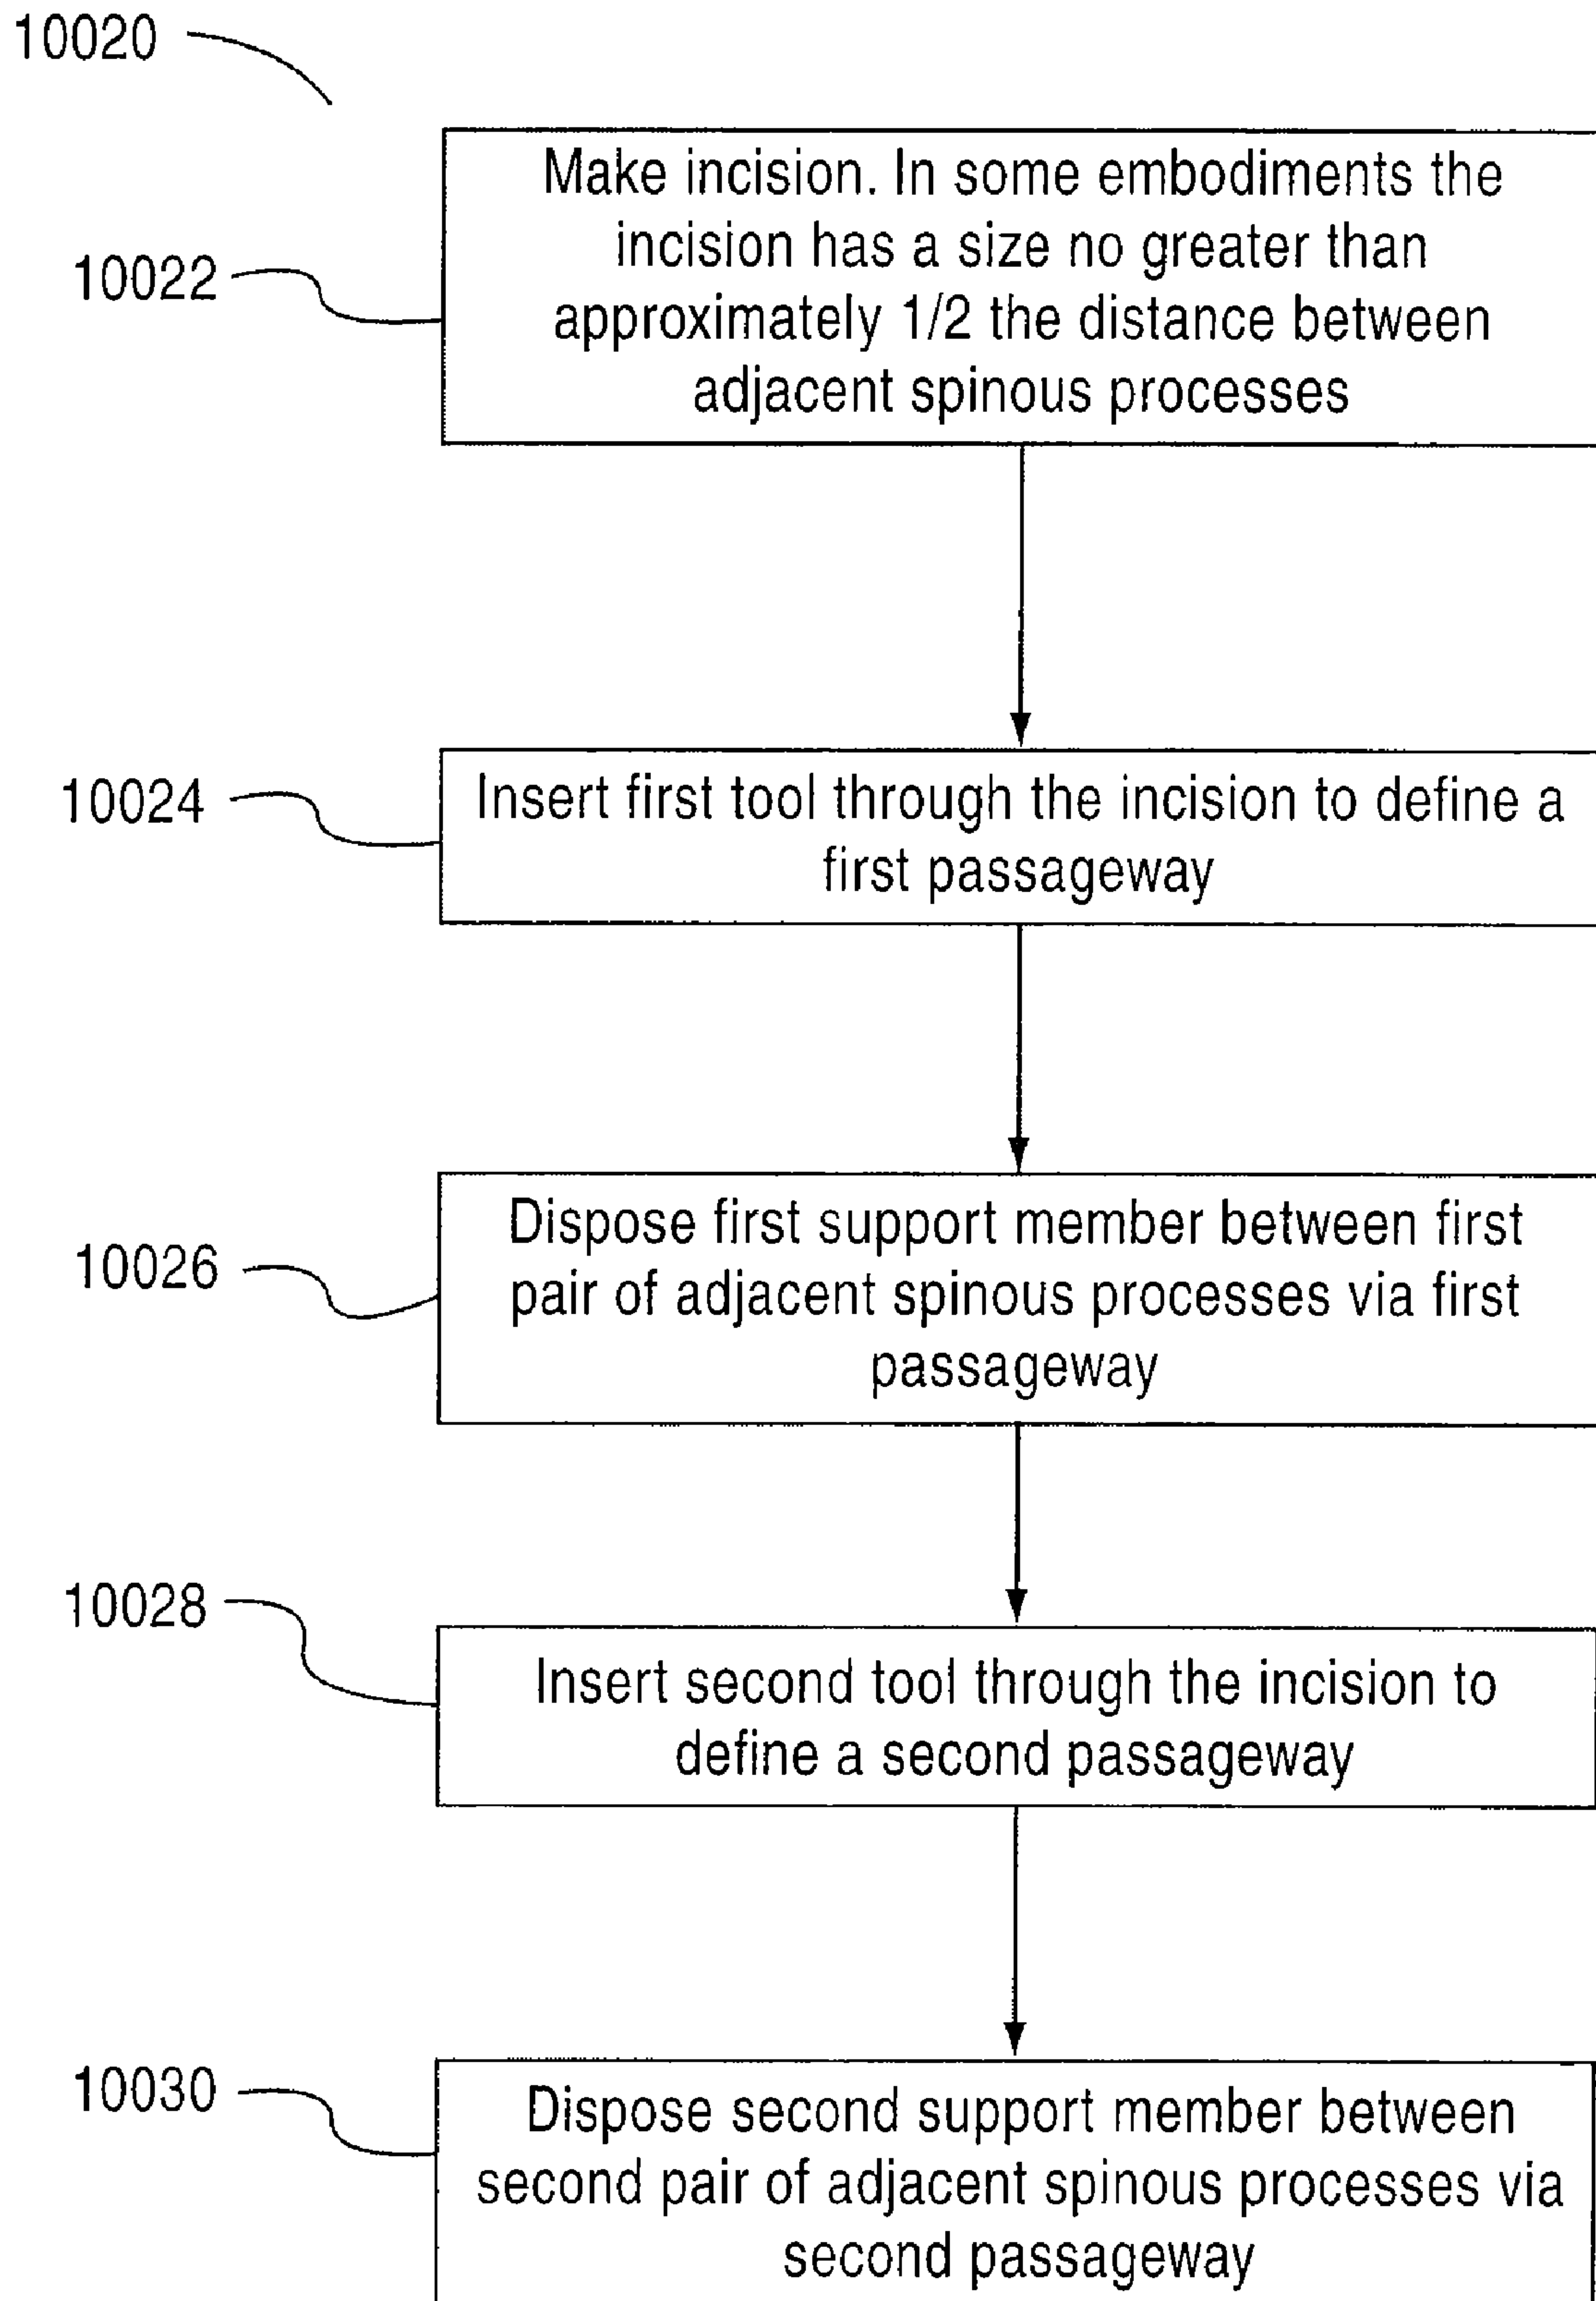 10020
10022
Make incision. In some embodiments the
incision has a size no greater than
approximately 1/2 the distance between
adjacent spinous processes
10024
Insert first tool through the incision to define a
first passageway
10026
Dispose first support member between first
pair of adjacent spinous processes via first
passageway
10028
Insert second tool through the incision to
define a second passageway
10030
Dispose second support member between
second pair of adjacent spinous processes via
second passageway